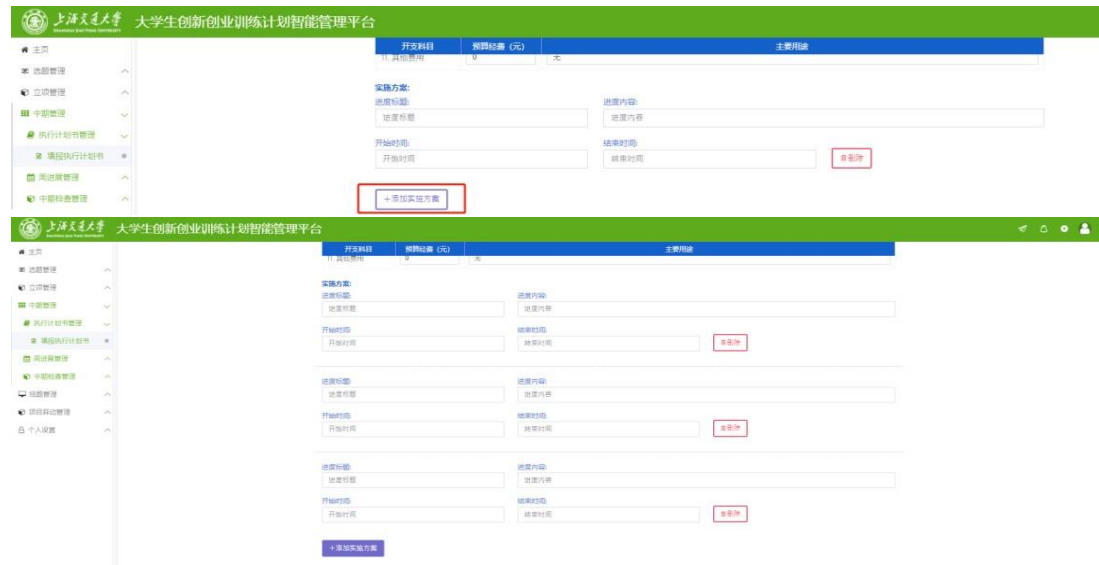 上海交通大学 大学生创新创业训练计划智能管理平台
主页
选题管理
立项管理
中期管理
执行计划书管理
填报执行计划书
周进展管理
中期检查管理
开支科目 预算经费（元） 主要用途
11. 其他费用 0 无
实施方案:
进度标题: 进度内容:
进度标题 进度内容
开始时间: 结束时间:
开始时间 结束时间 删除
+添加实施方案
上海交通大学 大学生创新创业训练计划智能管理平台
主页
选题管理
立项管理
中期管理
执行计划书管理
填报执行计划书
周进展管理
中期检查管理
结题管理
项目异动管理
个人设置
开支科目 预算经费（元） 主要用途
11. 其他费用 0 无
实施方案:
进度标题: 进度内容:
进度标题 进度内容
开始时间: 结束时间:
开始时间 结束时间 删除
进度标题: 进度内容:
进度标题 进度内容
开始时间: 结束时间:
开始时间 结束时间 删除
进度标题: 进度内容:
进度标题 进度内容
开始时间: 结束时间:
开始时间 结束时间 删除
+添加实施方案